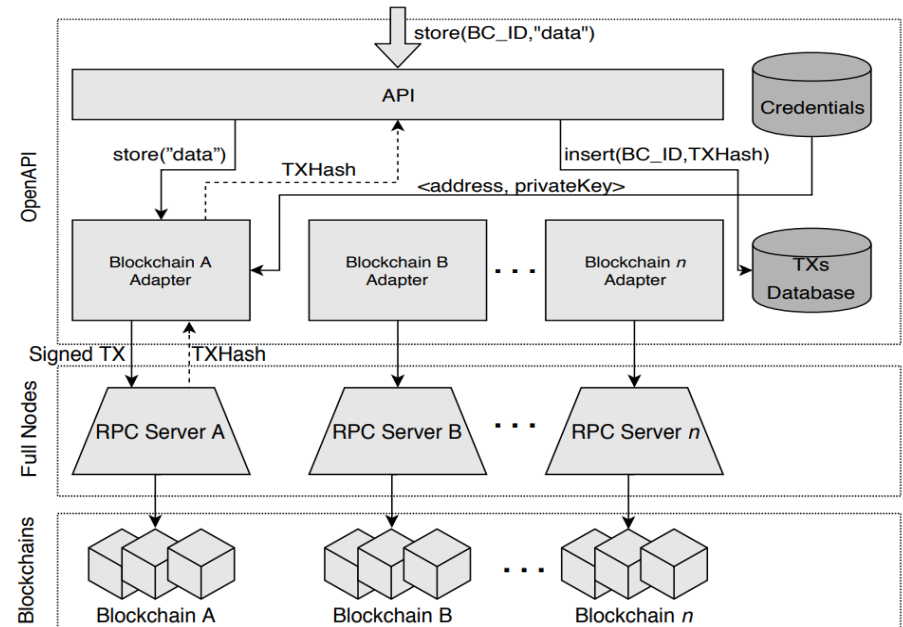 store(BC_ID,"data")
API
Credentials
store("data")
TXHash
insert(BC_ID,TXHash)
<address, privateKey>
OpenAPI
Blockchain A
Adapter
Blockchain B
Adapter
. . .
Blockchain n
Adapter
TXs
Database
Signed TX
TXHash
Full Nodes
RPC Server A
RPC Server B
. . .
RPC Server n
Blockchains
. . .
Blockchain A
Blockchain B
Blockchain n